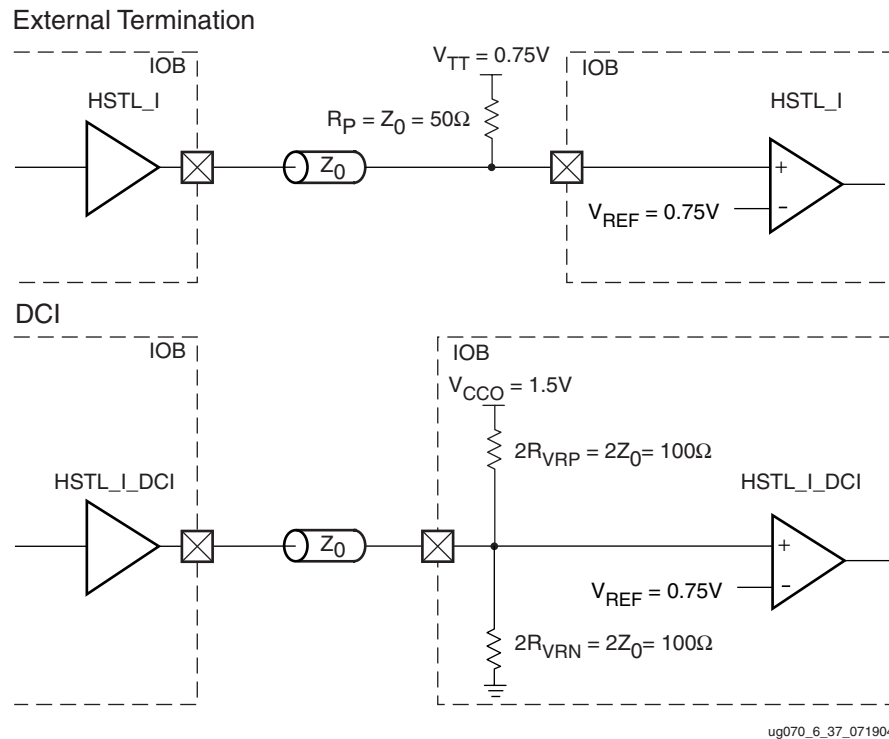 External Termination
IOB
HSTL_I
V_TT = 0.75V
R_P = Z_0 = 50Ω
Z_0
IOB
HSTL_I
+
V_REF = 0.75V
–
DCI
IOB
HSTL_I_DCI
Z_0
IOB
V_CCO = 1.5V
2R_VRP = 2Z_0= 100Ω
HSTL_I_DCI
+
V_REF = 0.75V
–
2R_VRN = 2Z_0= 100Ω
ug070_6_37_071904